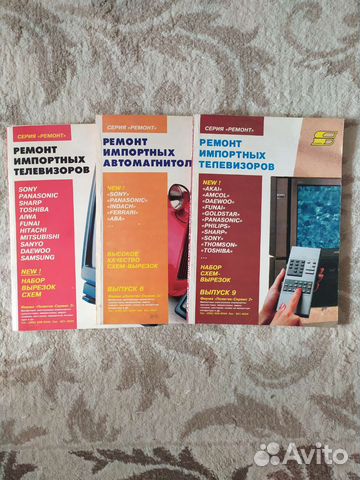 СЕРИЯ «РЕМОНТ»
РЕМОНТ
ИМПОРТНЫХ
ТЕЛЕВИЗОРОВ
SONY
PANASONIC
SHARP
TOSHIBA
AIWA
FUNAI
HITACHI
MITSUBISHI
SANYO
DAEWOO
SAMSUNG
NEW !
НАБОР
ВЫРЕЗОК
СХЕМ
СЕРИЯ «РЕМОНТ»
РЕМОНТ
ИМПОРТНЫХ
АВТОМАГНИТОЛ
NEW !
«SONY»
«PANASONIC»
«INDACH»
«FERRARI»
«ABA»
...
ВЫСОКОЕ
КАЧЕСТВО
СХЕМ-ВЫРЕЗОК
ВЫПУСК 6
СЕРИЯ «РЕМОНТ»
РЕМОНТ
ИМПОРТНЫХ
ТЕЛЕВИЗОРОВ
NEW !
«AKAI»
«AMCOL»
«DAEWOO»
«FUNAI»
«GOLDSTAR»
«PANASONIC»
«PHILIPS»
«SHARP»
«SONY»
«THOMSON»
«TOSHIBA»
...
НАБОР
СХЕМ-
ВЫРЕЗОК
ВЫПУСК 9
Avito